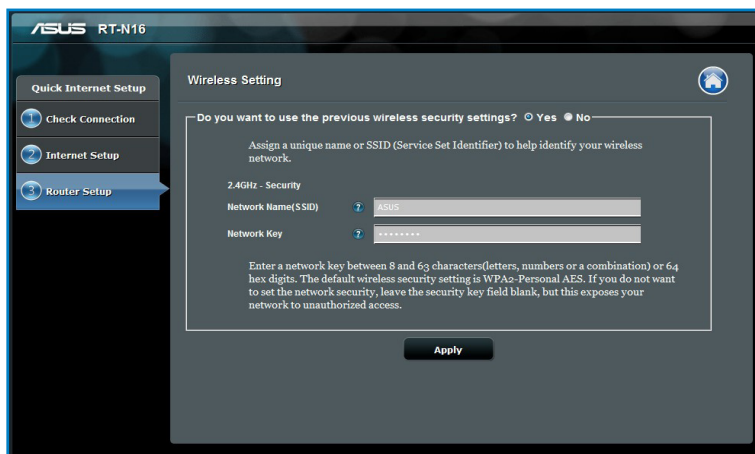 ASUS RT-N16
Quick Internet Setup
1 Check Connection
2 Internet Setup
3 Router Setup
Wireless Setting
Do you want to use the previous wireless security settings? Yes No
Assign a unique name or SSID (Service Set Identifier) to help identify your wireless
network.
2.4GHz - Security
Network Name(SSID) ? ASUS
Network Key ? ········
Enter a network key between 8 and 63 characters(letters, numbers or a combination) or 64
hex digits. The default wireless security setting is WPA2-Personal AES. If you do not want
to set the network security, leave the security key field blank, but this exposes your
network to unauthorized access.
Apply